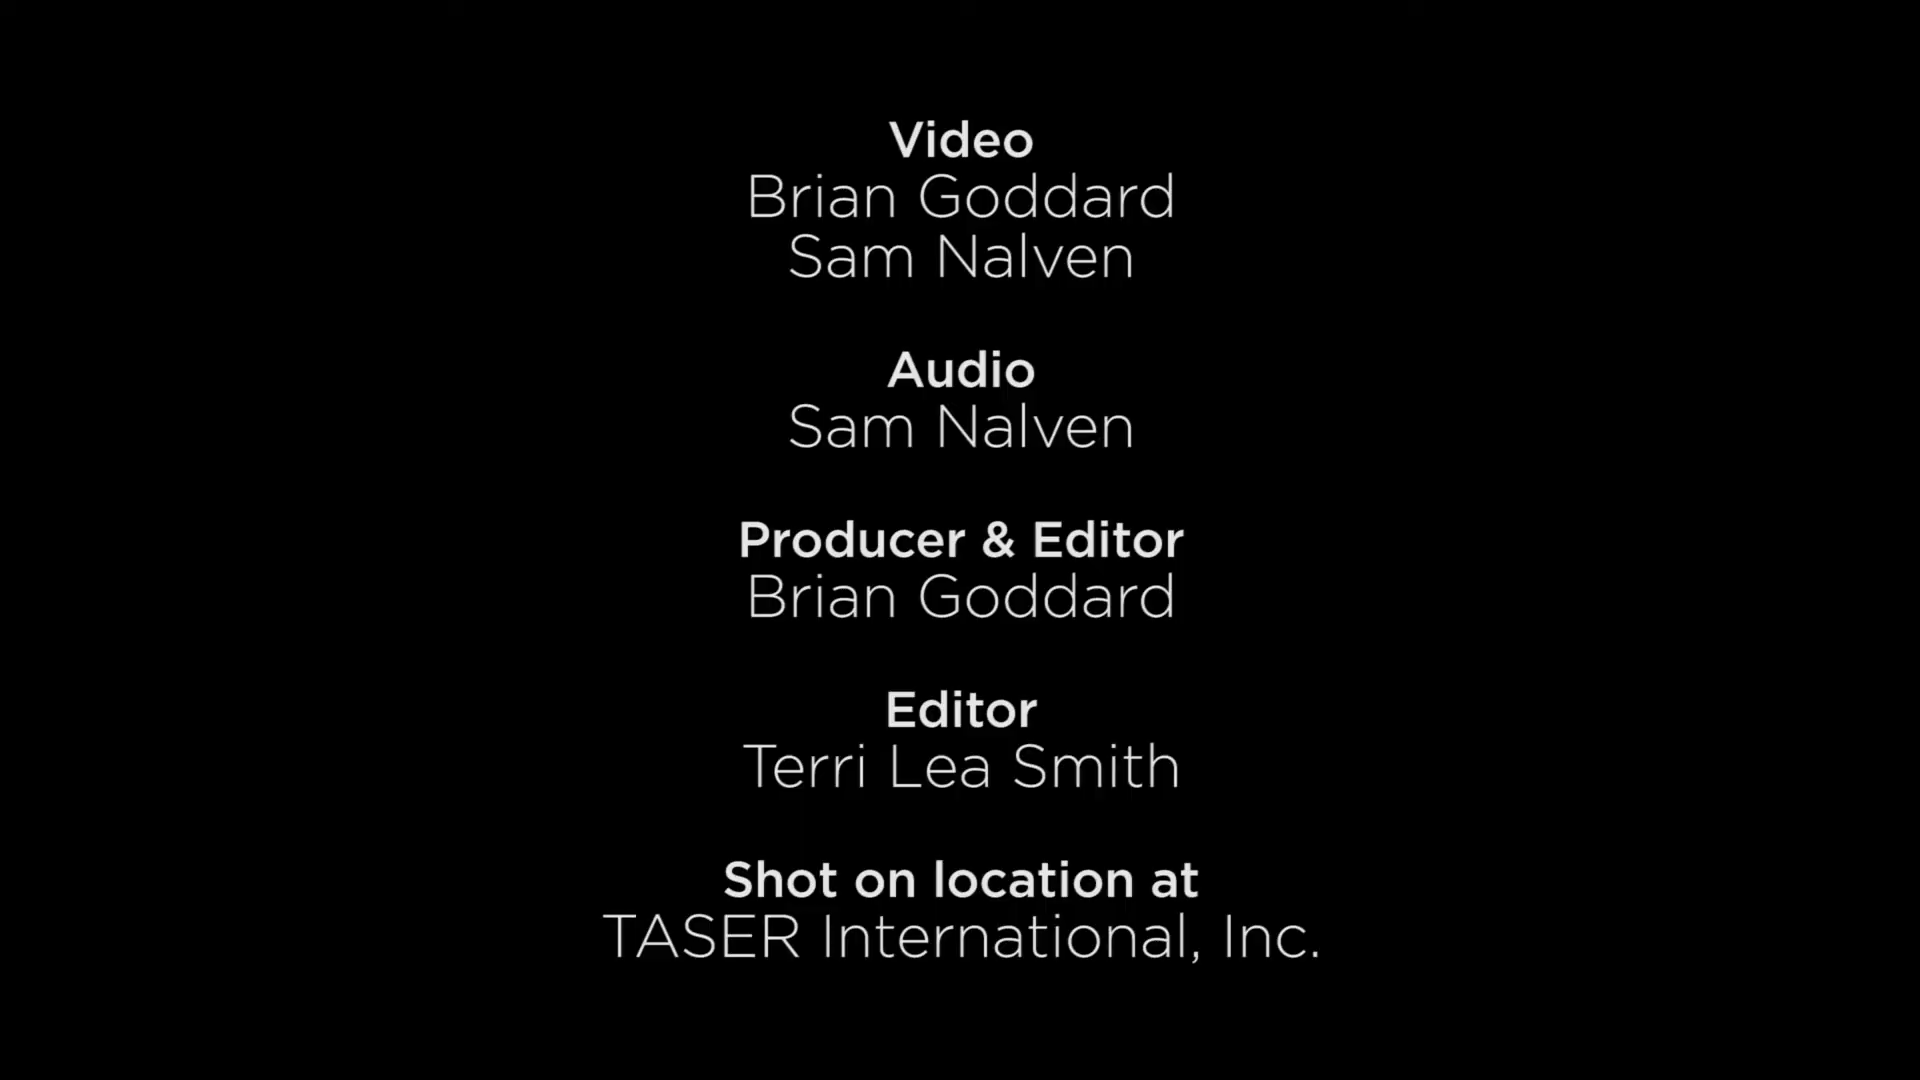 Video
Brian Goddard
Sam Nalven
Audio
Sam Nalven
Producer & Editor
Brian Goddard
Editor
Terri Lea Smith
Shot on location at
TASER International, Inc.